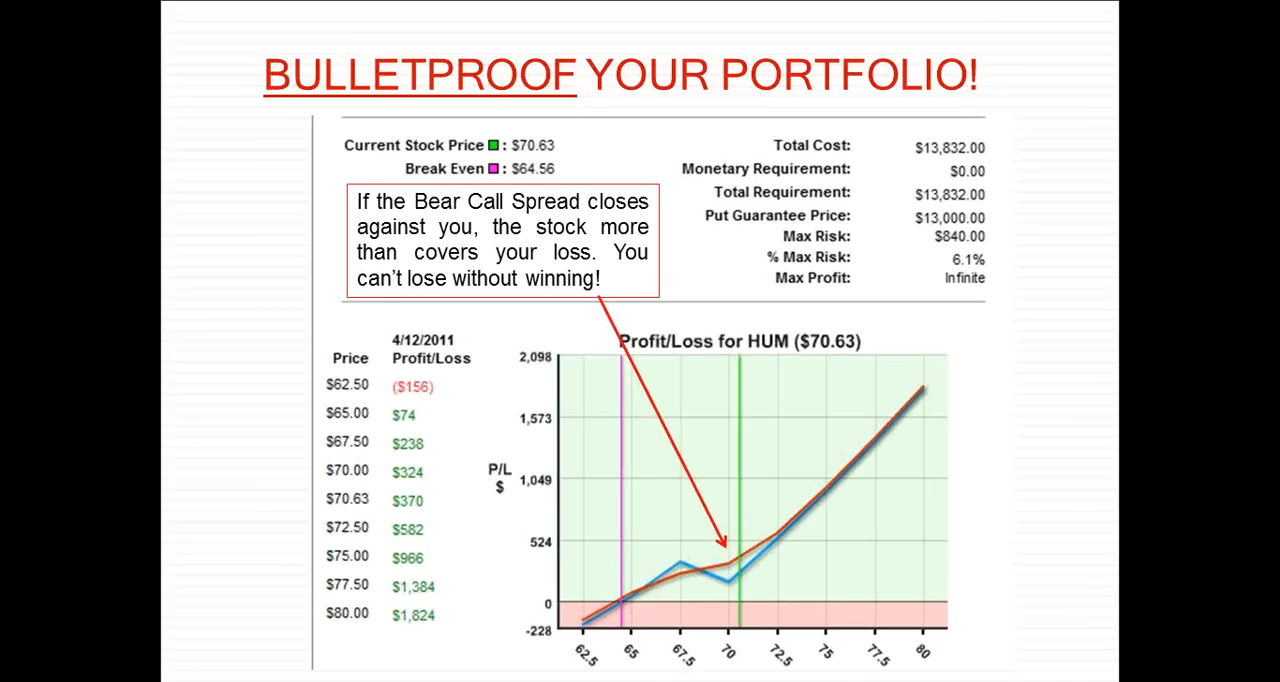 BULLETPROOF YOUR PORTFOLIO!
Current Stock Price : $70.63
Break Even : $64.56
Total Cost: $13,832.00
Monetary Requirement: $0.00
Total Requirement: $13,832.00
Put Guarantee Price: $13,000.00
Max Risk: $840.00
% Max Risk: 6.1%
Max Profit: Infinite
If the Bear Call Spread closes
against you, the stock more
than covers your loss. You
can't lose without winning!
4/12/2011
Price Profit/Loss
$62.50 ($156)
$65.00 $74
$67.50 $238
$70.00 $324
$70.63 $370
$72.50 $582
$75.00 $966
$77.50 $1,384
$80.00 $1,824
Profit/Loss for HUM ($70.63)
P/L
$
2,098
1,573
1,049
524
0
-228
62.5 65 67.5 70 72.5 75 77.5 80